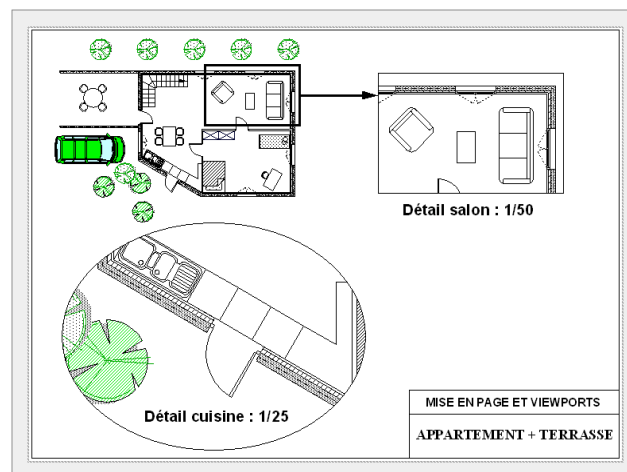 Détail salon : 1/50
Détail cuisine : 1/25
MISE EN PAGE ET VIEWPORTS
APPARTEMENT + TERRASSE